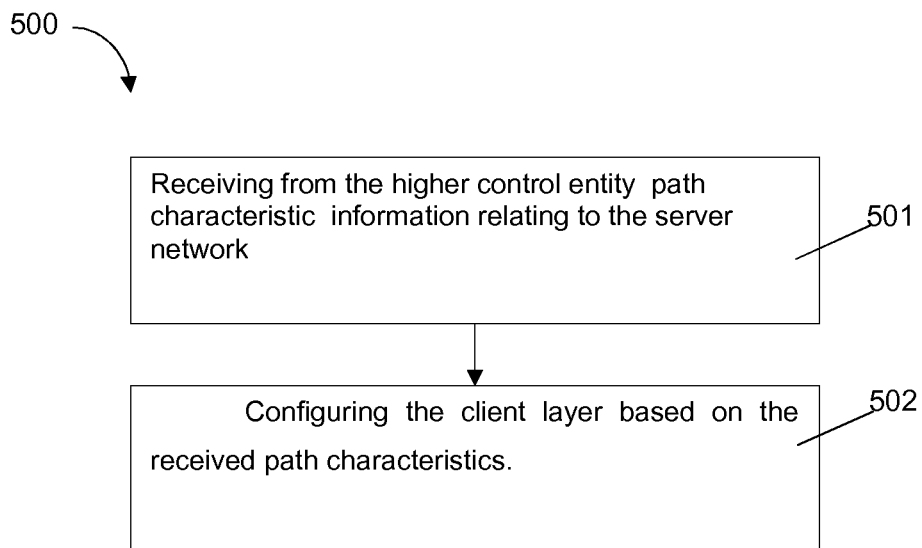 500
Receiving from the higher control entity path
characteristic information relating to the server
network
501
Configuring the client layer based on the
received path characteristics.
502